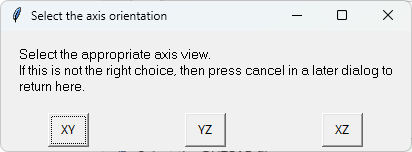 Select the axis orientation
Select the appropriate axis view.
If this is not the right choice, then press cancel in a later dialog to
return here.
XY YZ XZ